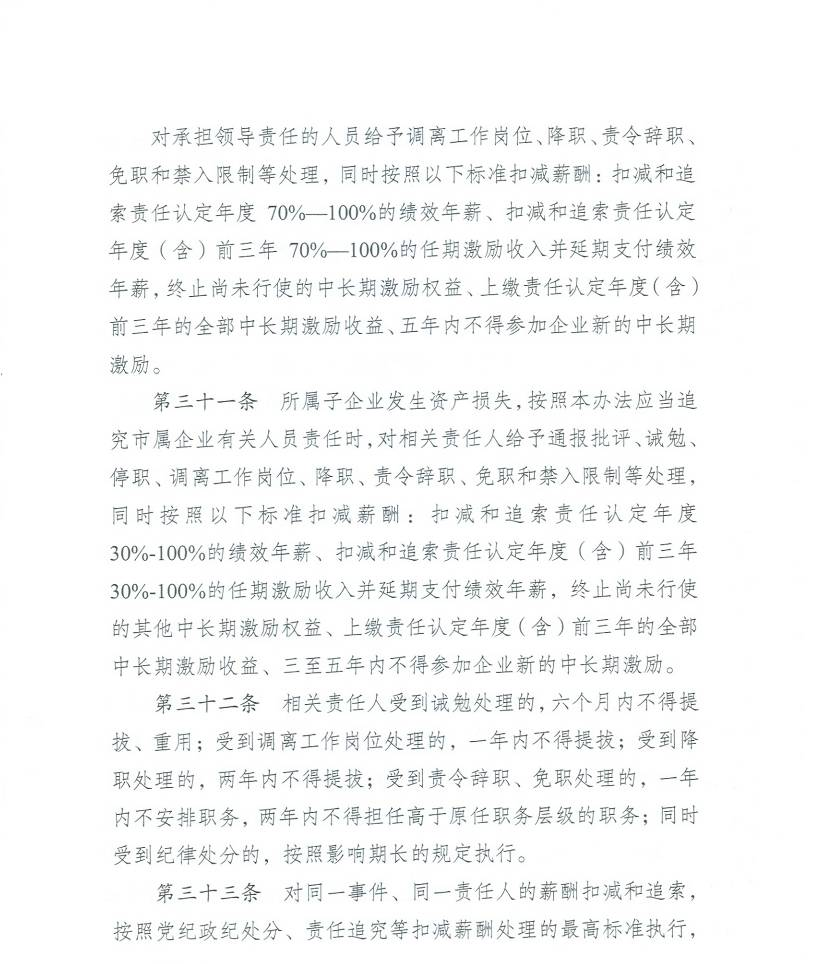 对承担领导责任的人员给予调离工作岗位、降职、责令辞职、
免职和禁入限制等处理，同时按照以下标准扣减薪酬：扣减和追
索责任认定年度 70%—100%的绩效年薪、扣减和追索责任认定
年度（含）前三年 70%—100%的任期激励收入并延期支付绩效
年薪，终止尚未行使的中长期激励权益、上缴责任认定年度（含）
前三年的全部中长期激励收益、五年内不得参加企业新的中长期
激励。
第三十一条 所属子企业发生资产损失，按照本办法应当追
究市属企业有关人员责任时，对相关责任人给予通报批评、诫勉、
停职、调离工作岗位、降职、责令辞职、免职和禁入限制等处理，
同时按照以下标准扣减薪酬：扣减和追索责任认定年度
30%-100%的绩效年薪、扣减和追索责任认定年度（含）前三年
30%-100%的任期激励收入并延期支付绩效年薪，终止尚未行使
的其他中长期激励权益、上缴责任认定年度（含）前三年的全部
中长期激励收益、三至五年内不得参加企业新的中长期激励。
第三十二条 相关责任人受到诫勉处理的，六个月内不得提
拔、重用；受到调离工作岗位处理的，一年内不得提拔；受到降
职处理的，两年内不得提拔；受到责令辞职、免职处理的，一年
内不安排职务，两年内不得担任高于原任职务层级的职务；同时
受到纪律处分的，按照影响期长的规定执行。
第三十三条 对同一事件、同一责任人的薪酬扣减和追索，
按照党纪政纪处分、责任追究等扣减薪酬处理的最高标准执行，